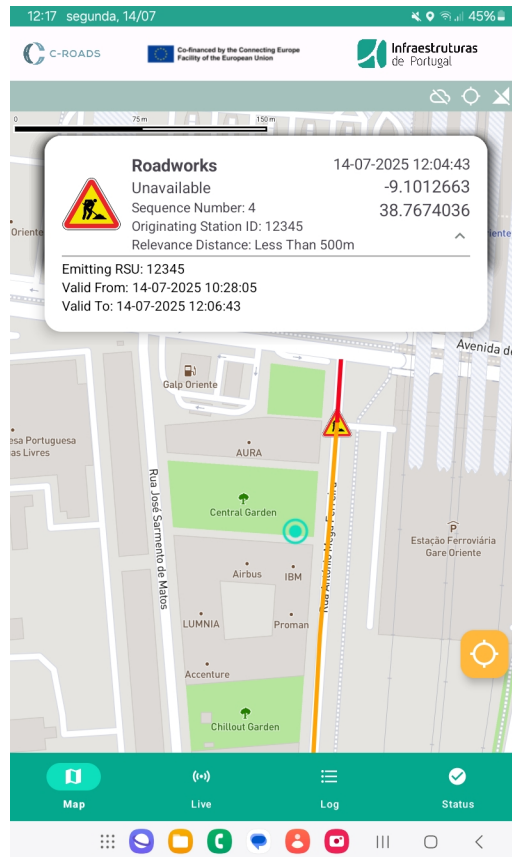 12:17 segunda, 14/07
45%
C-ROADS
Co-financed by the Connecting Europe
Facility of the European Union
Infraestruturas
de Portugal
0
75 m
150 m
Roadworks
14-07-2025 12:04:43
Unavailable
-9.1012663
Sequence Number: 4
38.7674036
Originating Station ID: 12345
Relevance Distance: Less Than 500m
Oriente
iente
Emitting RSU: 12345
Valid From: 14-07-2025 10:28:05
Valid To: 14-07-2025 12:06:43
Avenida d
Galp Oriente
esa Portuguesa
as Livres
AURA
Rua José Sarmento de Matos
Central Garden
P
Estação Ferroviária
Gare Oriente
Airbus
IBM
LUMNIA
Proman
Accenture
Chillout Garden
Map
Live
Log
Status